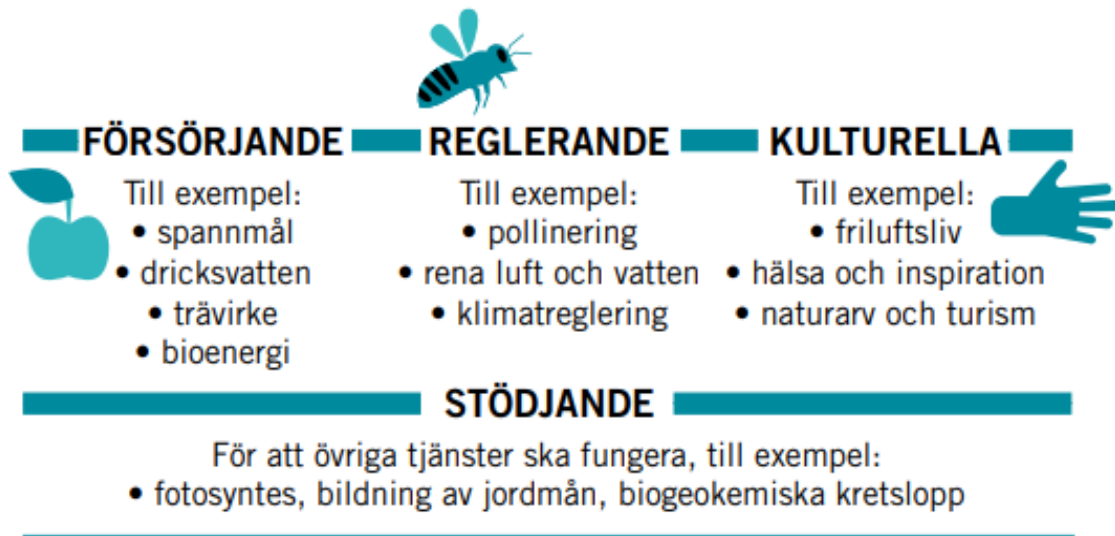 FÖRSÖRJANDE
Till exempel:
• spannmål
• dricksvatten
• trävirke
• bioenergi
REGLERANDE
Till exempel:
• pollinering
• rena luft och vatten
• klimatreglering
KULTURELLA
Till exempel:
• friluftsliv
• hälsa och inspiration
• naturarv och turism
STÖDJANDE
För att övriga tjänster ska fungera, till exempel:
• fotosyntes, bildning av jordmån, biogeokemiska kretslopp